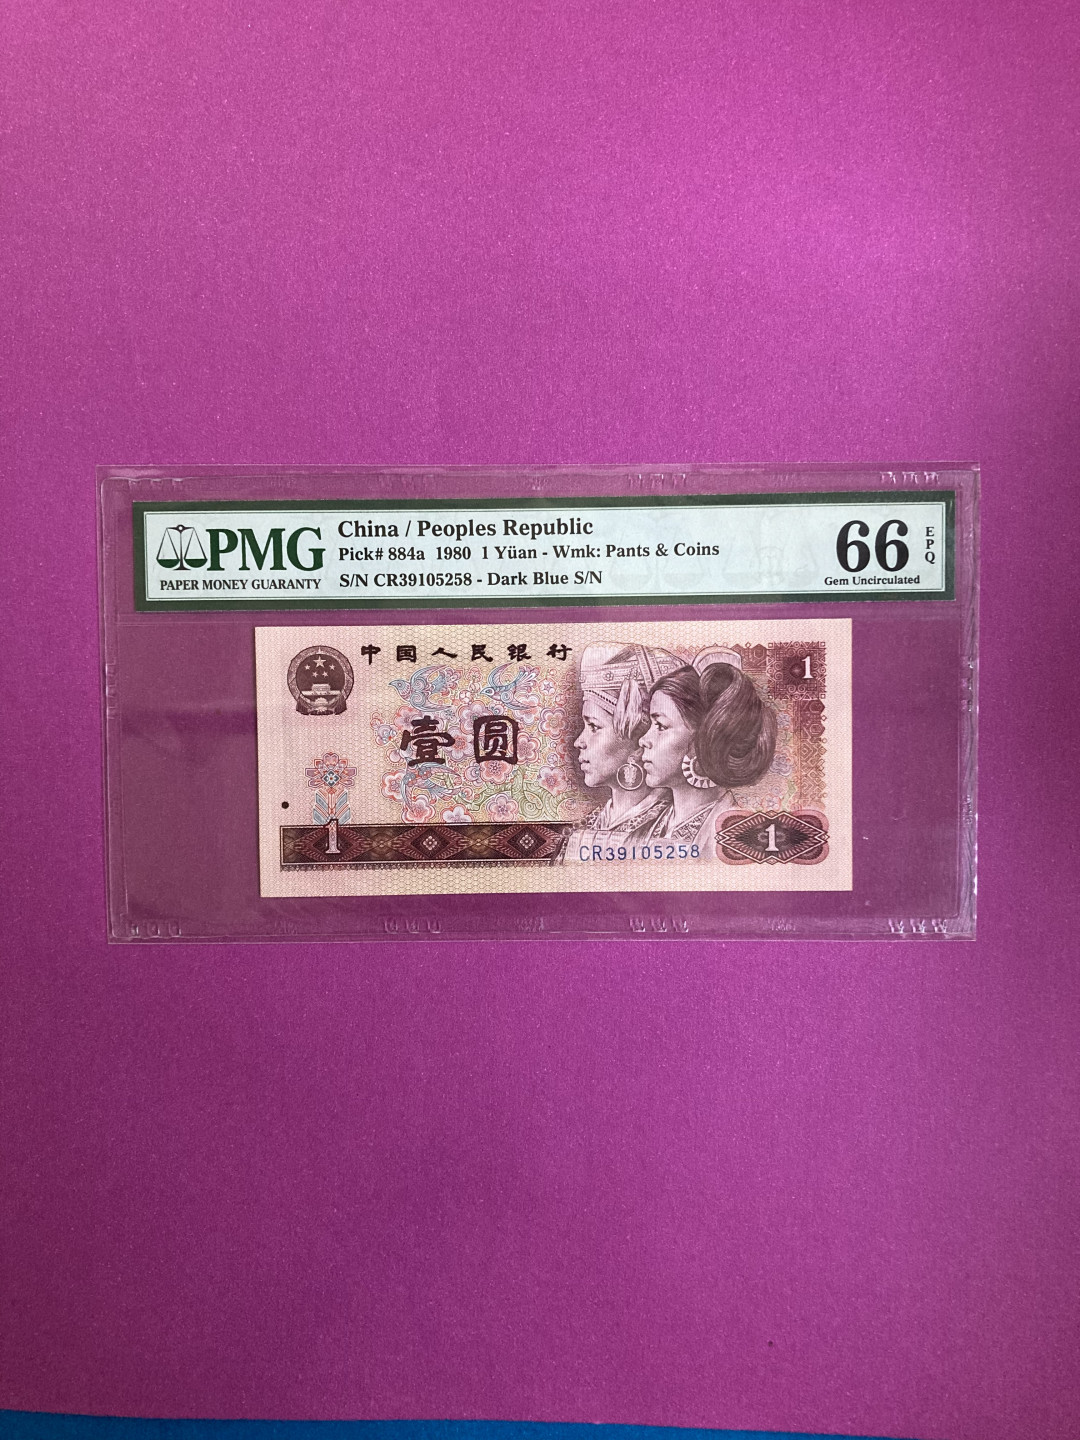 PMG
PAPER MONEY GUARANTY
China / Peoples Republic
Pick# 884a 1980 1 Yüan - Wmk: Pants & Coins
S/N CR39105258 - Dark Blue S/N
66 EPQ
Gem Uncirculated
中国人民银行
1
壹圆
1
CR39105258
1